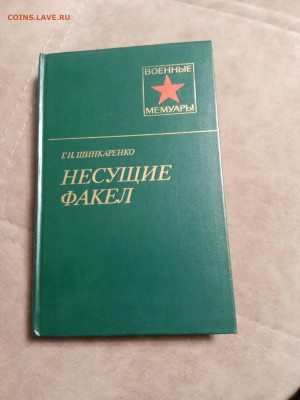 COINS.LAVE.RU
ВОЕННЫЕ
МЕМУАРЫ
Г.Н. ШИНКАРЕНКО
НЕСУЩИЕ
ФАКЕЛ